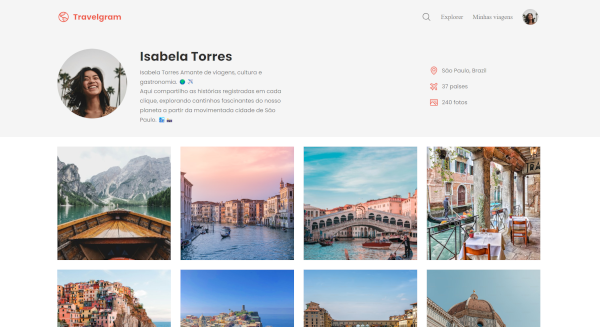 Travelgram
Explorar
Minhas viagens
Isabela Torres
Isabela Torres Amante de viagens, cultura e
gastronomia. 🌍 ✈️
Aqui compartilho as histórias registradas em cada
clique, explorando cantinhos fascinantes do nosso
planeta a partir da movimentada cidade de São
Paulo. 🌊 📷
São Paulo, Brazil
37 países
240 fotos